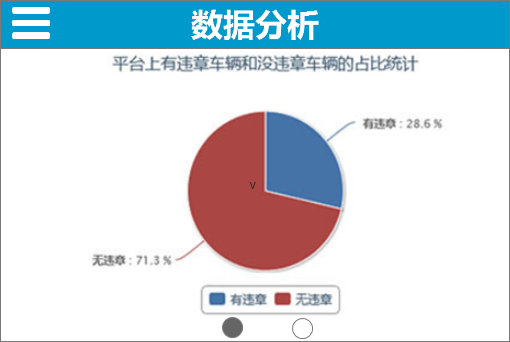 数据分析
平台上有违章车辆和没违章车辆的占比统计
有违章 : 28.6 %
V
无违章 : 71.3 %
有违章 无违章